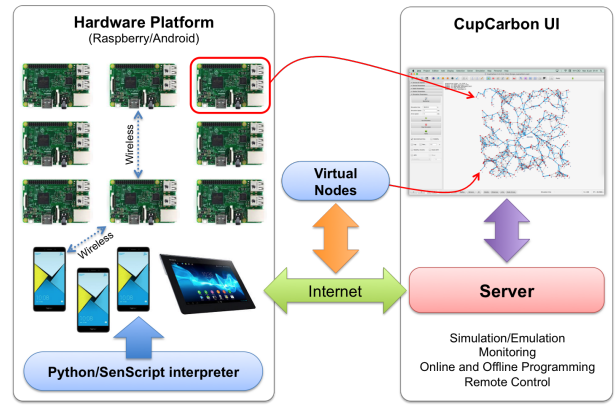 Hardware Platform
(Raspberry/Android)
Wireless
Wireless
Python/SenScript interpreter
Virtual
Nodes
Internet
CupCarbon UI
Server
Simulation/Emulation
Monitoring
Online and Offline Programming
Remote Control